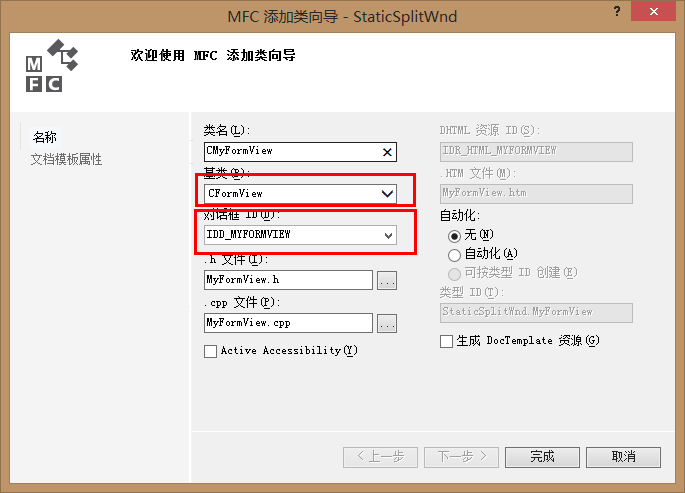 MFC 添加类向导 - StaticSplitWnd
?
M
F C
欢迎使用 MFC 添加类向导
名称
文档模板属性
类名(L):
CMyFormView
基类(B):
CFormView
对话框 ID(D):
IDD_MYFORMVIEW
.h 文件(I):
MyFormView.h
...
.cpp 文件(P):
MyFormView.cpp
...
Active Accessibility(Y)
DHTML 资源 ID(S):
IDR_HTML_MYFORMVIEW
.HTM 文件(M):
MyFormView.htm
自动化:
无(N)
自动化(A)
可按类型 ID 创建(E)
类型 ID(T):
StaticSplitWnd.MyFormView
生成 DocTemplate 资源(G)
< 上一步
下一步 >
完成
取消